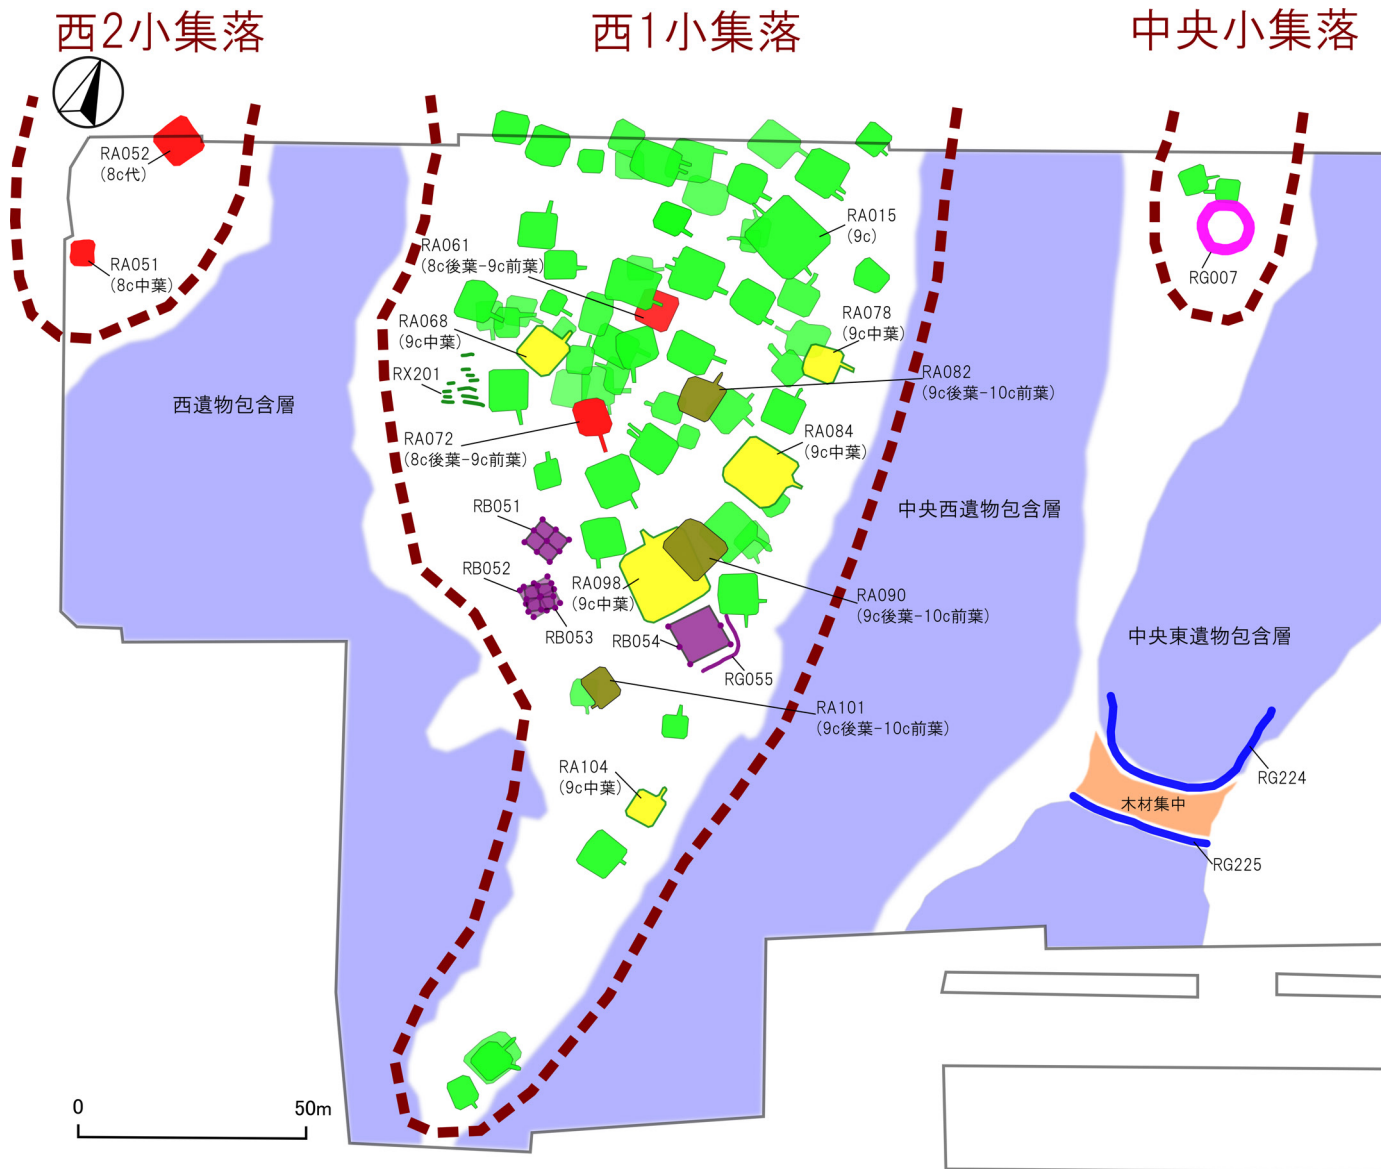 西2小集落
西1小集落
中央小集落
RA052
(8c代)
RA051
(8c中葉)
RA015
(9c)
RA061
(8c後葉-9c前葉)
RG007
RA068
(9c中葉)
RA078
(9c中葉)
RX201
RA082
(9c後葉-10c前葉)
西遺物包含層
RA072
(8c後葉-9c前葉)
RA084
(9c中葉)
RB051
中央西遺物包含層
RB052
RA098
(9c中葉)
RA090
(9c後葉-10c前葉)
RB053
RB054
中央東遺物包含層
RG055
RA101
(9c後葉-10c前葉)
RA104
(9c中葉)
RG224
木材集中
RG225
0
50m